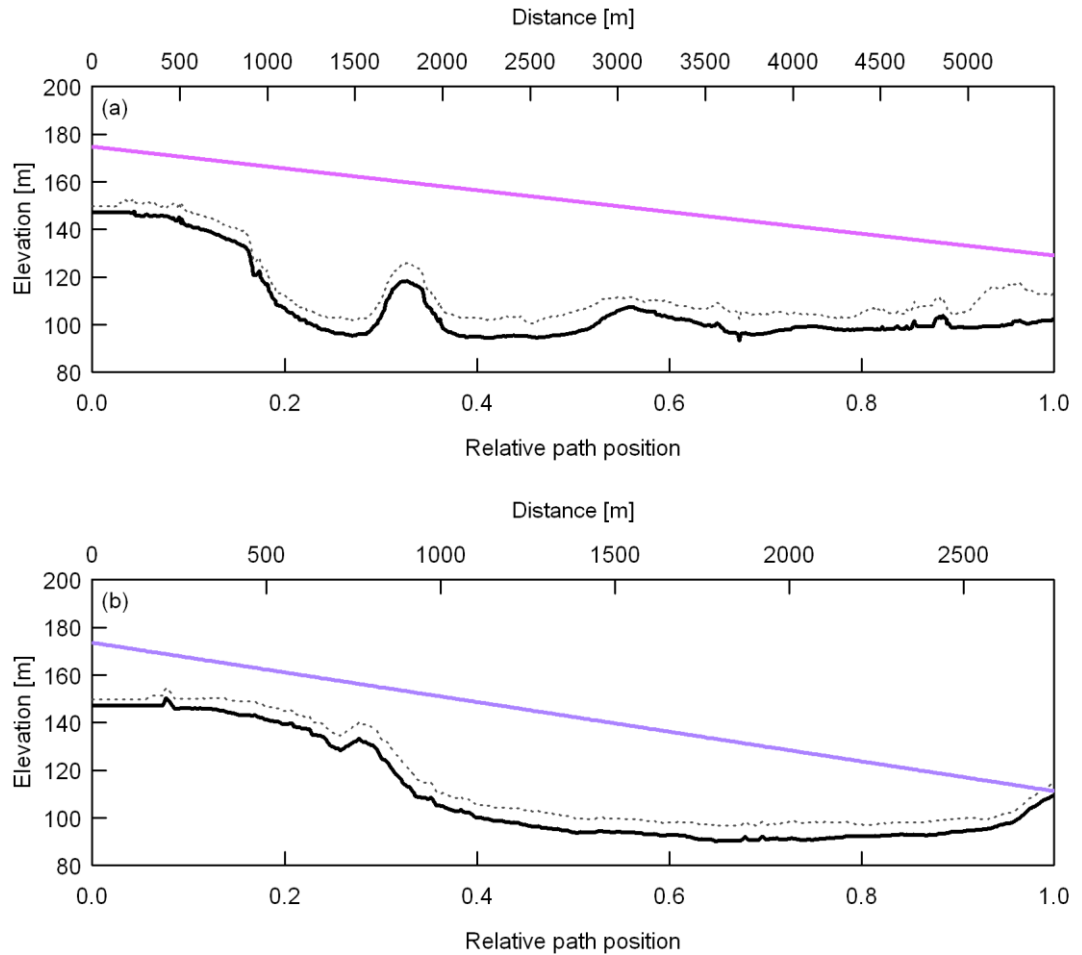 Distance [m]
0 500 1000 1500 2000 2500 3000 3500 4000 4500 5000
(a)
200
180
160
140
120
100
80
Elevation [m]
0.0 0.2 0.4 0.6 0.8 1.0
Relative path position
Distance [m]
0 500 1000 1500 2000 2500
(b)
200
180
160
140
120
100
80
Elevation [m]
0.0 0.2 0.4 0.6 0.8 1.0
Relative path position